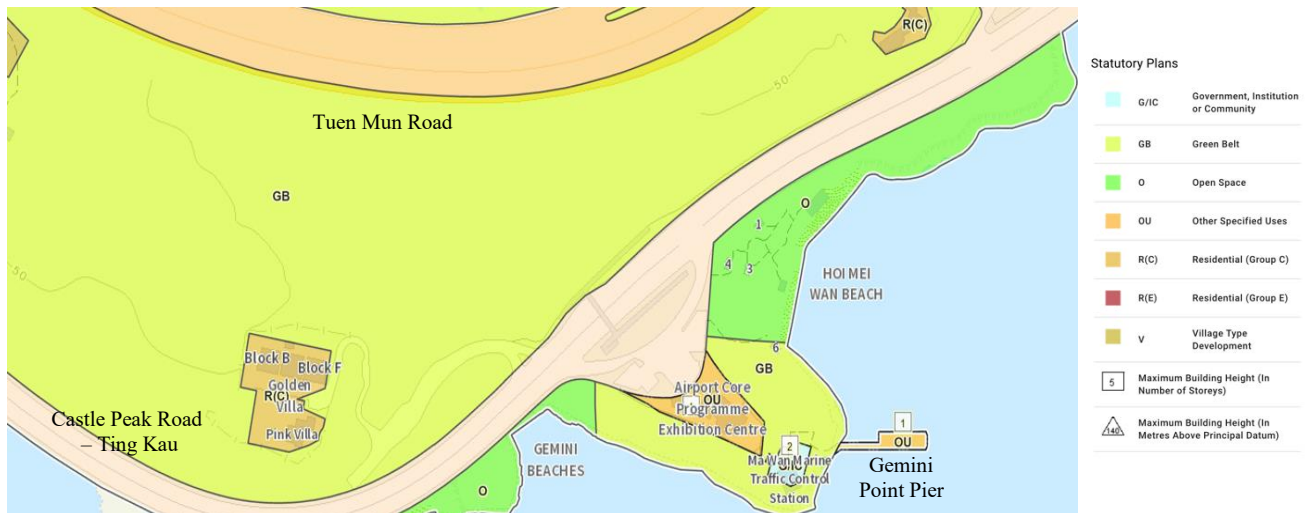 R(C)
50
Tuen Mun Road
GB
O
1
4
3
HOI MEI
WAN BEACH
50
6
Block B
Block F
Golden
R(C)
Villa
Pink Villa
Castle Peak Road
– Ting Kau
GB
Airport Core
OU
Programme
Exhibition Centre
GEMINI
BEACHES
O
2
G/IC
Ma Wan Marine
Traffic Control
Station
1
OU
Gemini
Point Pier
Statutory Plans
G/IC Government, Institution
or Community
GB Green Belt
O Open Space
OU Other Specified Uses
R(C) Residential (Group C)
R(E) Residential (Group E)
V Village Type
Development
5 Maximum Building Height (In
Number of Storeys)
140 Maximum Building Height (In
Metres Above Principal Datum)